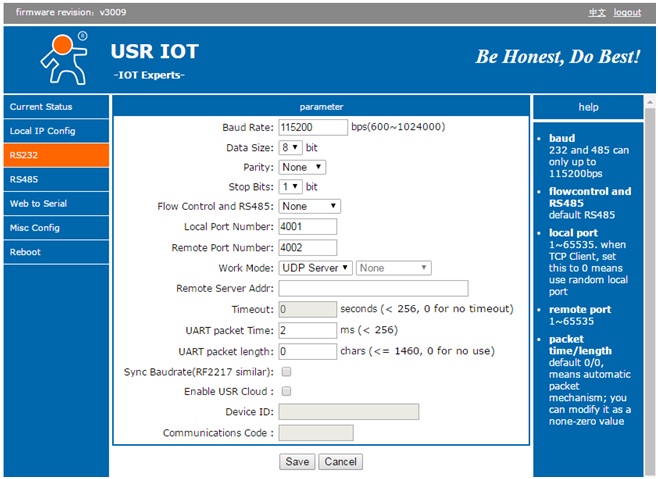 firmware revision: v3009
中文 logout
®
USR IOT
-IOT Experts-
Be Honest, Do Best!
Current Status
Local IP Config
RS232
RS485
Web to Serial
Misc Config
Reboot
parameter
Baud Rate: 115200 bps(600~1024000)
Data Size: 8 bit
Parity: None
Stop Bits: 1 bit
Flow Control and RS485: None
Local Port Number: 4001
Remote Port Number: 4002
Work Mode: UDP Server None
Remote Server Addr:
Timeout: 0 seconds (< 256, 0 for no timeout)
UART packet Time: 2 ms (< 256)
UART packet length: 0 chars (<= 1460, 0 for no use)
Sync Baudrate(RF2217 similar):
Enable USR Cloud :
Device ID:
Communications Code :
Save Cancel
help
• baud
232 and 485 can
only up to
115200bps
• flowcontrol and
RS485
default RS485
• local port
1~65535. when
TCP Client, set
this to 0 means
use random local
port
• remote port
1~65535
• packet
time/length
default 0/0,
means automatic
packet
mechanism; you
can modify it as a
none-zero value